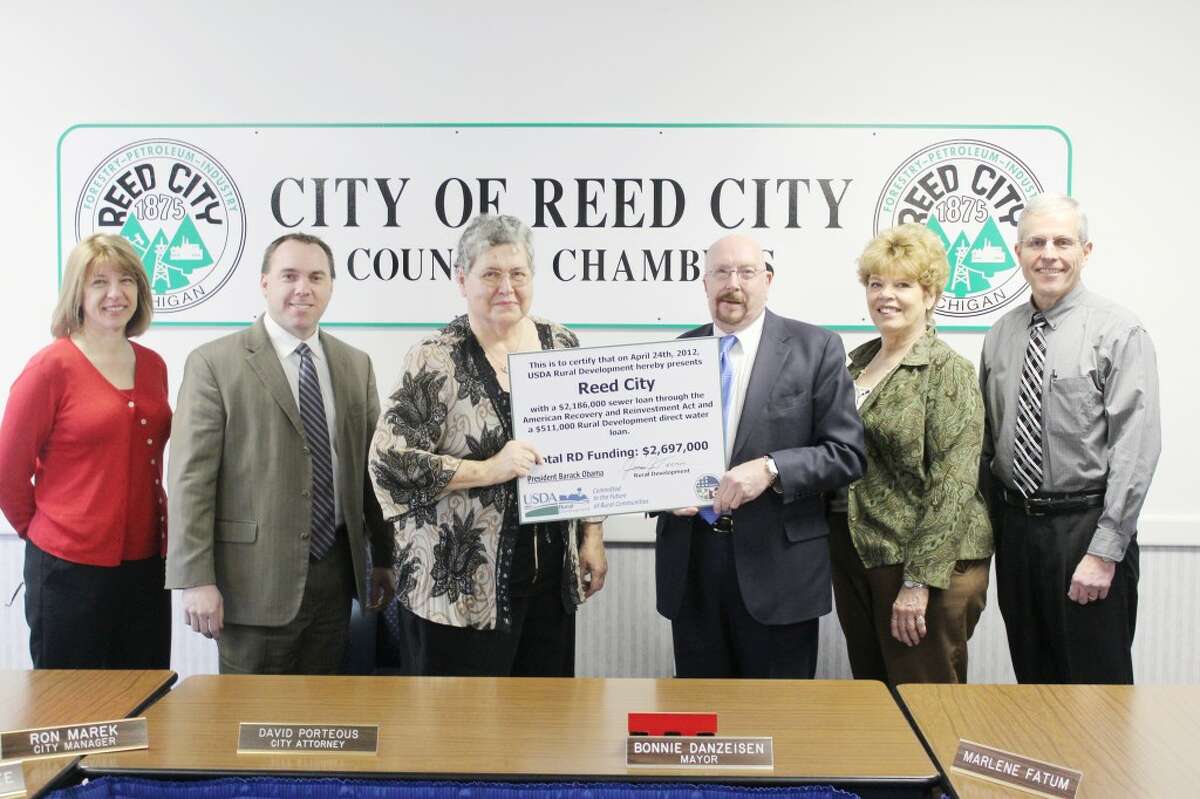 FORESTRY-PETROLEUM-INDUSTRY
REED CITY
1875
MICHIGAN
CITY OF REED CITY
COUN CHAMB S
FORESTRY-PETROLEUM-INDUSTRY
REED CITY
1875
CHIGAN
This is to certify that on April 24th, 2012,
USDA Rural Development hereby presents
Reed City
with a $2,186,000 sewer loan through the
American Recovery and Reinvestment Act and
a $511,000 Rural Development direct water
loan.
otal RD Funding: $2,697,000
President Barack Obama
Rural Development
USDA
Rural
Development
Committed
to the Future
of Rural Communities
RON MAREK
CITY MANAGER
DAVID PORTEOUS
CITY ATTORNEY
BONNIE DANZEISEN
MAYOR
MARLENE FATUM